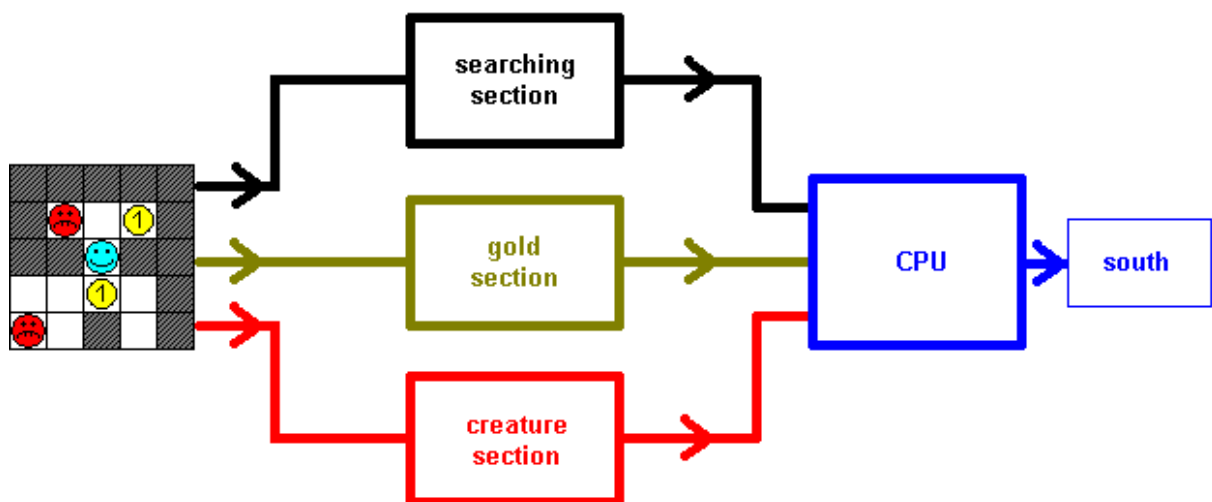 searching
section
1
gold
section
CPU
south
1
creature
section